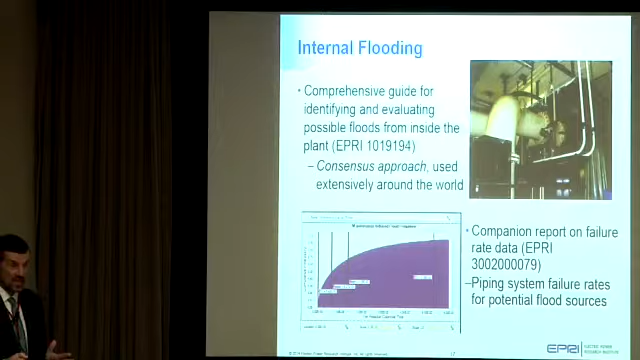 Internal Flooding
• Comprehensive guide for
identifying and evaluating
possible floods from inside the
plant (EPRI 1019194)
– Consensus approach, used
extensively around the world
• Companion report on failure
rate data (EPRI
3002000079)
–Piping system failure rates
for potential flood sources
17
EPRI
ELECTRIC POWER
RESEARCH INSTITUTE